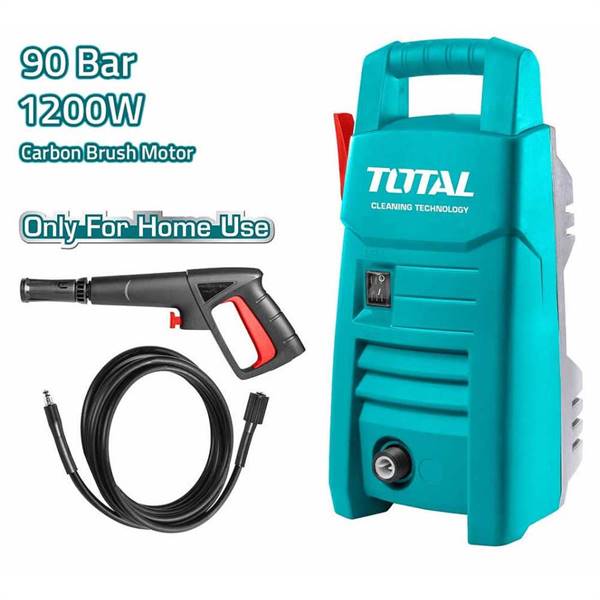 90 Bar
1200W
Carbon Brush Motor
Only For Home Use
TOTAL
CLEANING TECHNOLOGY